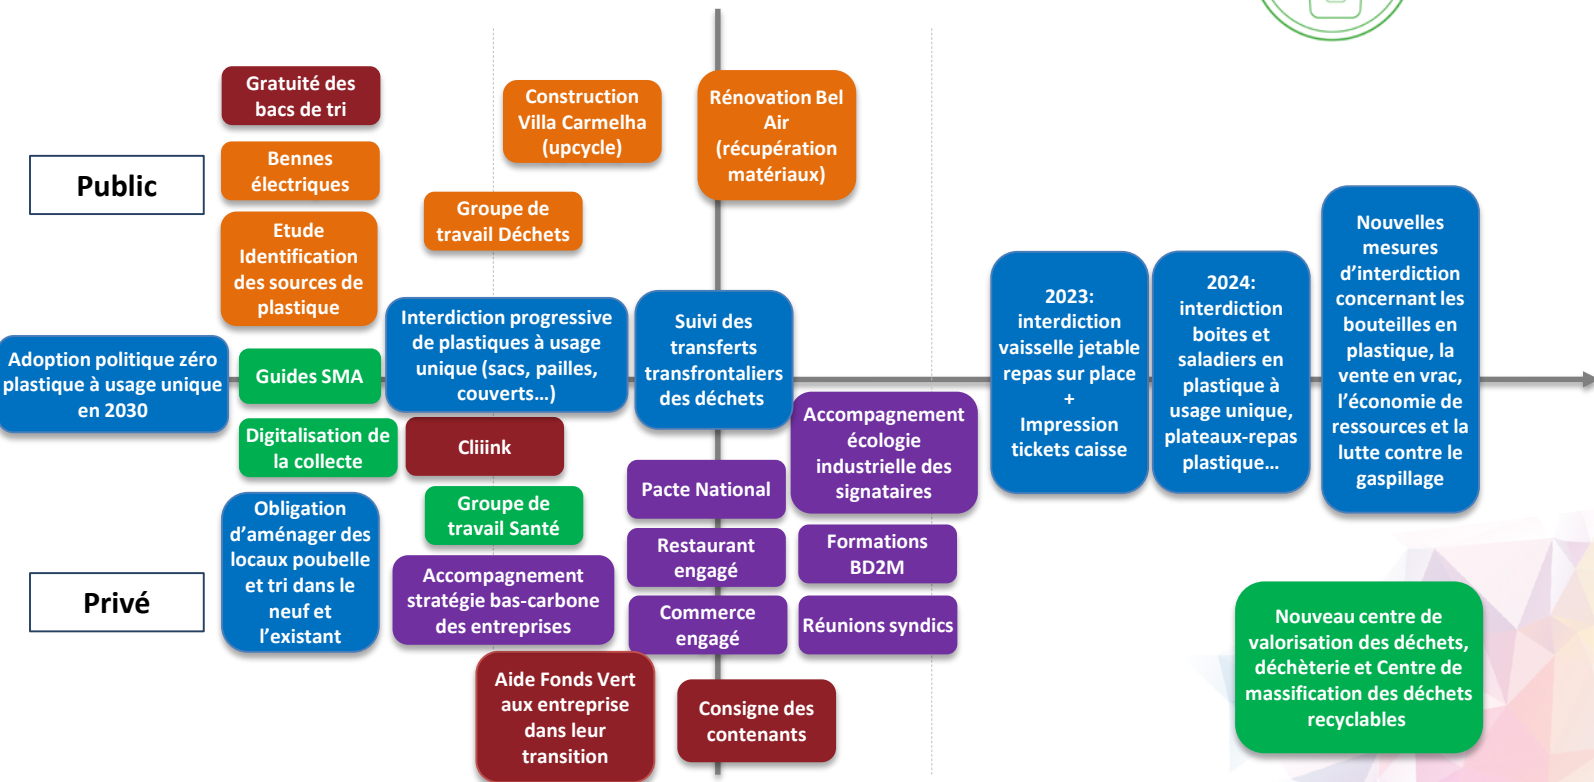 Gratuité des
bacs de tri
Construction
Villa Carmelha
(upcycle)
Rénovation Bel
Air
(récupération
matériaux)
Public
Bennes
électriques
Groupe de
travail Déchets
Etude
Identification
des sources de
plastique
Adoption politique zéro
plastique à usage unique
en 2030
Guides SMA
Interdiction progressive
de plastiques à usage
unique (sacs, pailles,
couverts…)
Suivi des
transferts
transfrontaliers
des déchets
2023:
interdiction
vaisselle jetable
repas sur place
+
Impression
tickets caisse
2024:
interdiction
boites et
saladiers en
plastique à
usage unique,
plateaux-repas
plastique…
Nouvelles
mesures
d’interdiction
concernant les
bouteilles en
plastique, la
vente en vrac,
l’économie de
ressources et la
lutte contre le
gaspillage
Digitalisation de
la collecte
Cliiink
Accompagnement
écologie
industrielle des
signataires
Pacte National
Groupe de
travail Santé
Obligation
d’aménager des
locaux poubelle
et tri dans le
neuf et
l’existant
Restaurant
engagé
Formations
BD2M
Privé
Accompagnement
stratégie bas-carbone
des entreprises
Commerce
engagé
Réunions syndics
Aide Fonds Vert
aux entreprise
dans leur
transition
Consigne des
contenants
Nouveau centre de
valorisation des déchets,
déchèterie et Centre de
massification des déchets
recyclables